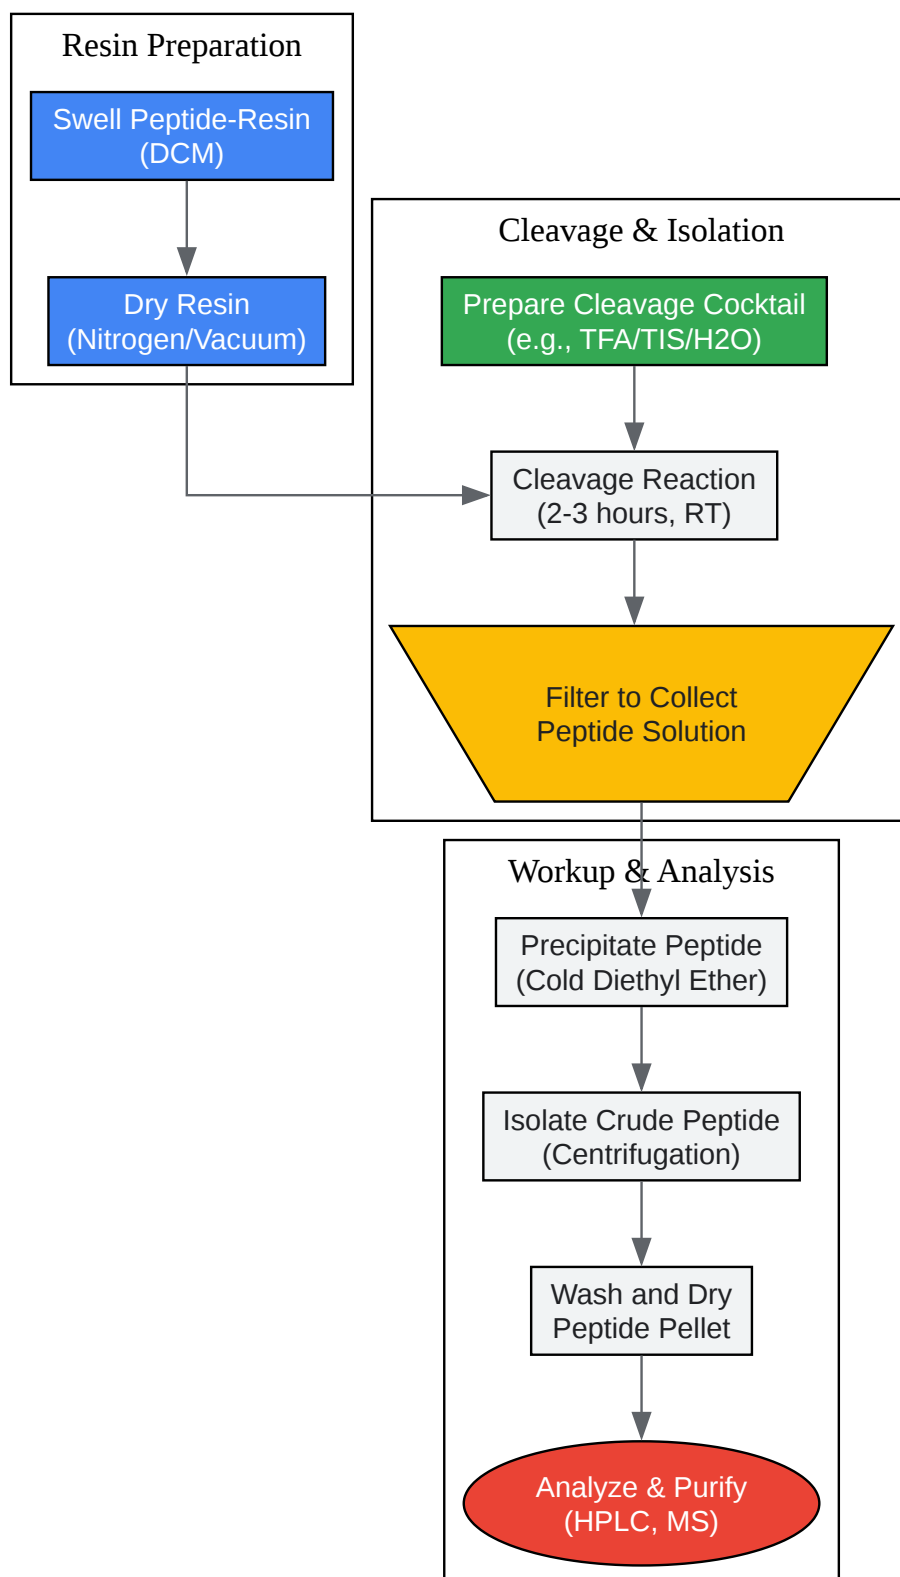 Resin Preparation
Swell Peptide-Resin
(DCM)
Dry Resin
(Nitrogen/Vacuum)
Cleavage & Isolation
Prepare Cleavage Cocktail
(e.g., TFA/TIS/H2O)
Cleavage Reaction
(2-3 hours, RT)
Filter to Collect
Peptide Solution
Workup & Analysis
Precipitate Peptide
(Cold Diethyl Ether)
Isolate Crude Peptide
(Centrifugation)
Wash and Dry
Peptide Pellet
Analyze & Purify
(HPLC, MS)